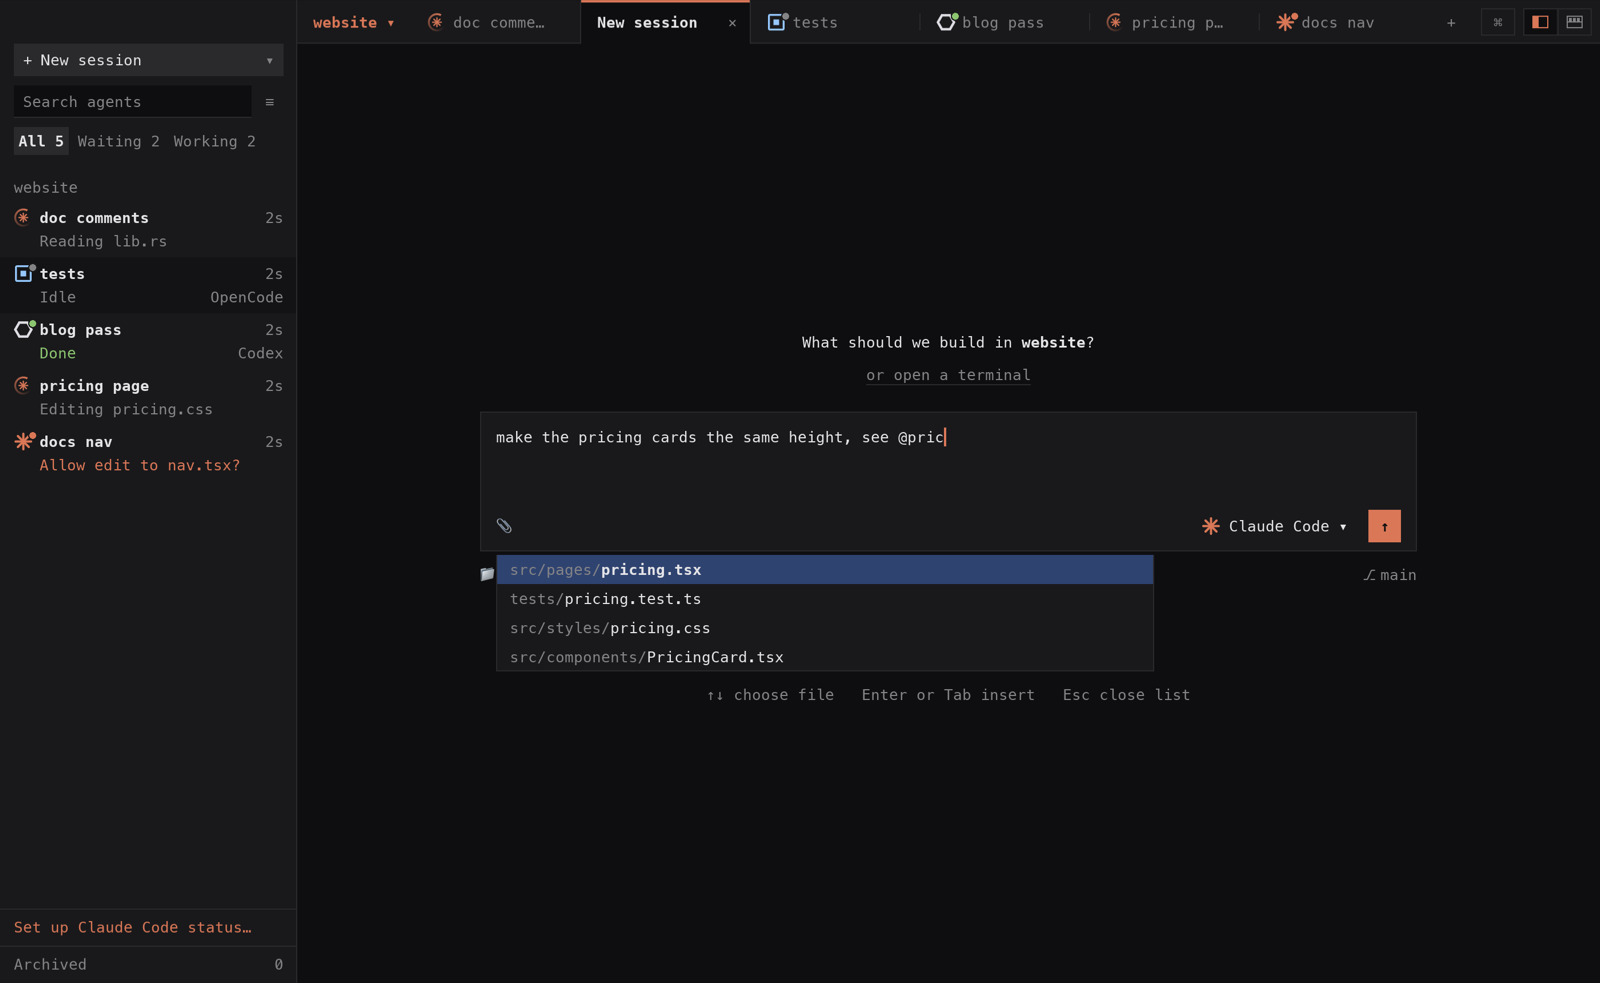 website ▾
doc comme…
New session ×
tests
blog pass
pricing p…
docs nav
+
⌘
+ New session ▾
Search agents ≡
All 5 Waiting 2 Working 2
website
doc comments 2s
Reading lib.rs
tests 2s
Idle OpenCode
blog pass 2s
Done Codex
pricing page 2s
Editing pricing.css
docs nav 2s
Allow edit to nav.tsx?
Set up Claude Code status…
Archived 0
What should we build in website?
or open a terminal
make the pricing cards the same height, see @pric
Claude Code ▾ ↑
main
src/pages/pricing.tsx
tests/pricing.test.ts
src/styles/pricing.css
src/components/PricingCard.tsx
↑↓ choose file Enter or Tab insert Esc close list